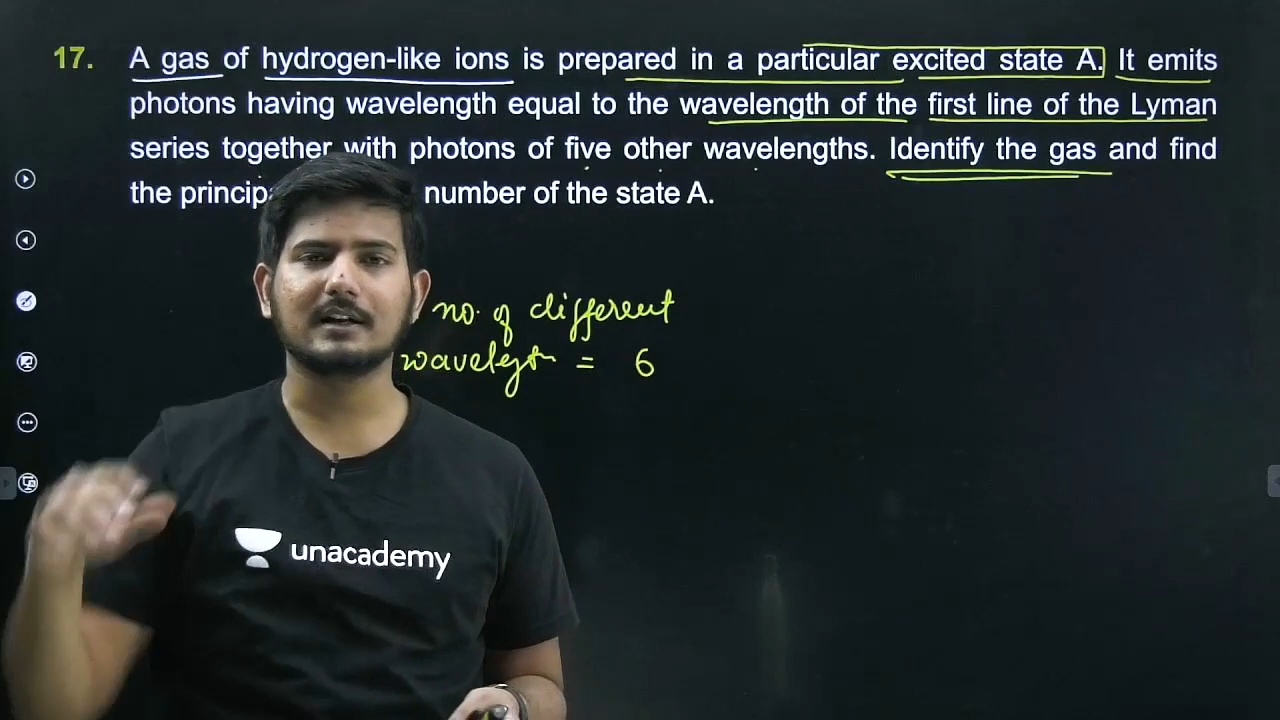 17. A gas of hydrogen-like ions is prepared in a particular excited state A. It emits
photons having wavelength equal to the wavelength of the first line of the Lyman
series together with photons of five other wavelengths. Identify the gas and find
the princip number of the state A.
no. of different
= 6
unacademy